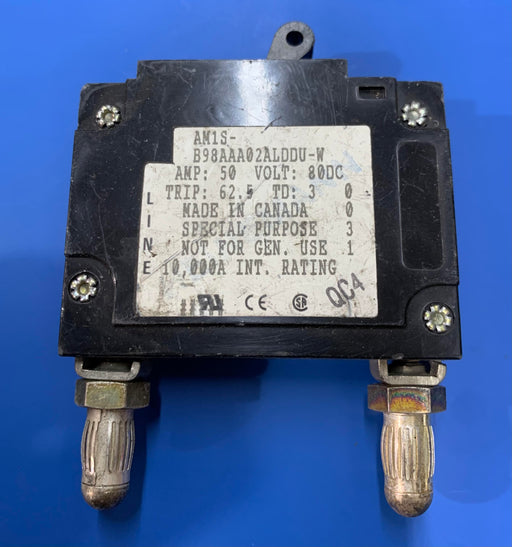 AM1S-
B98AAA02ALDDU-W
AMP: 50 VOLT: 80DC
TRIP: 62.5 TD: 3 0
MADE IN CANADA 0
SPECIAL PURPOSE 3
NOT FOR GEN. USE 1
10,000A INT. RATING
LINE
CE
QC4